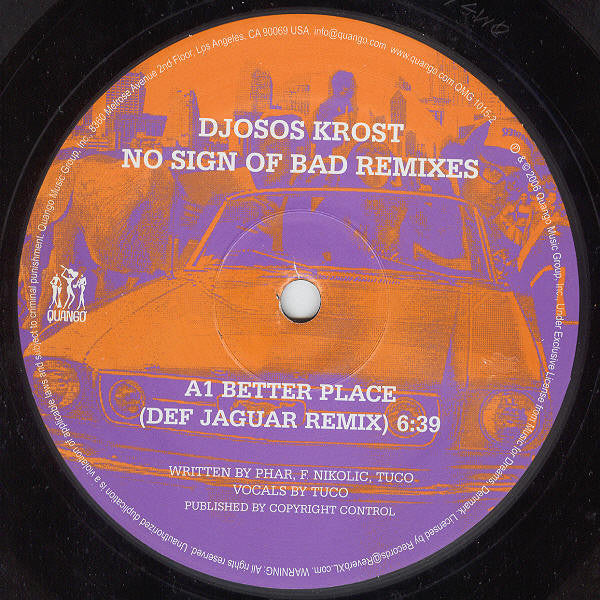 DJOSOS KROST
NO SIGN OF BAD REMIXES
QUANGO
A1 BETTER PLACE
(DEF JAGUAR REMIX) 6:39
WRITTEN BY PHAR, F. NIKOLIC, TUCO
VOCALS BY TUCO
PUBLISHED BY COPYRIGHT CONTROL
℗ & © 2006 Quango Music Group, Inc., Under Exclusive License from Music for Dreams, Denmark. Licensed by Records@ReverbXL.com. WARNING: All rights reserved. Unauthorized duplication is a violation of applicable laws and subject to criminal punishment. Quango Music Group, Inc., 8360 Melrose Avenue 2nd Floor, Los Angeles, CA 90069 USA. info@quango.com www.quango.com QMG 1015-2.